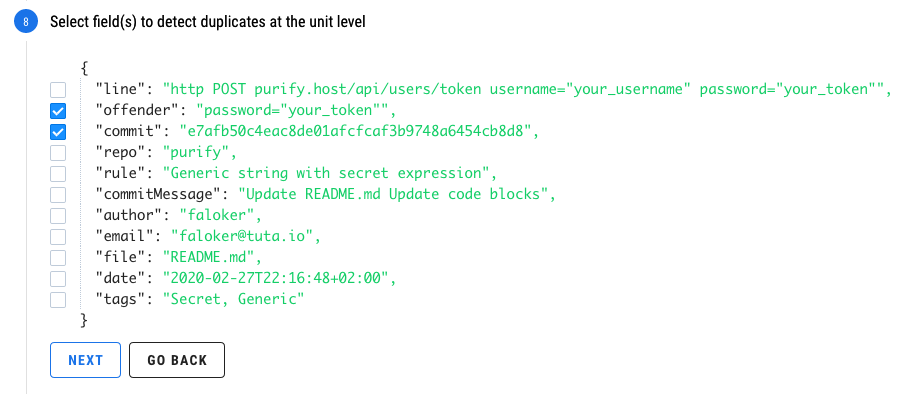 8 Select field(s) to detect duplicates at the unit level
{
"line": "http POST purify.host/api/users/token username="your_username" password="your_token"",
"offender": "password="your_token"",
"commit": "e7afb50c4eac8de01afcfcaf3b9748a6454cb8d8",
"repo": "purify",
"rule": "Generic string with secret expression",
"commitMessage": "Update README.md Update code blocks",
"author": "faloker",
"email": "faloker@tuta.io",
"file": "README.md",
"date": "2020-02-27T22:16:48+02:00",
"tags": "Secret, Generic"
}
NEXT GO BACK